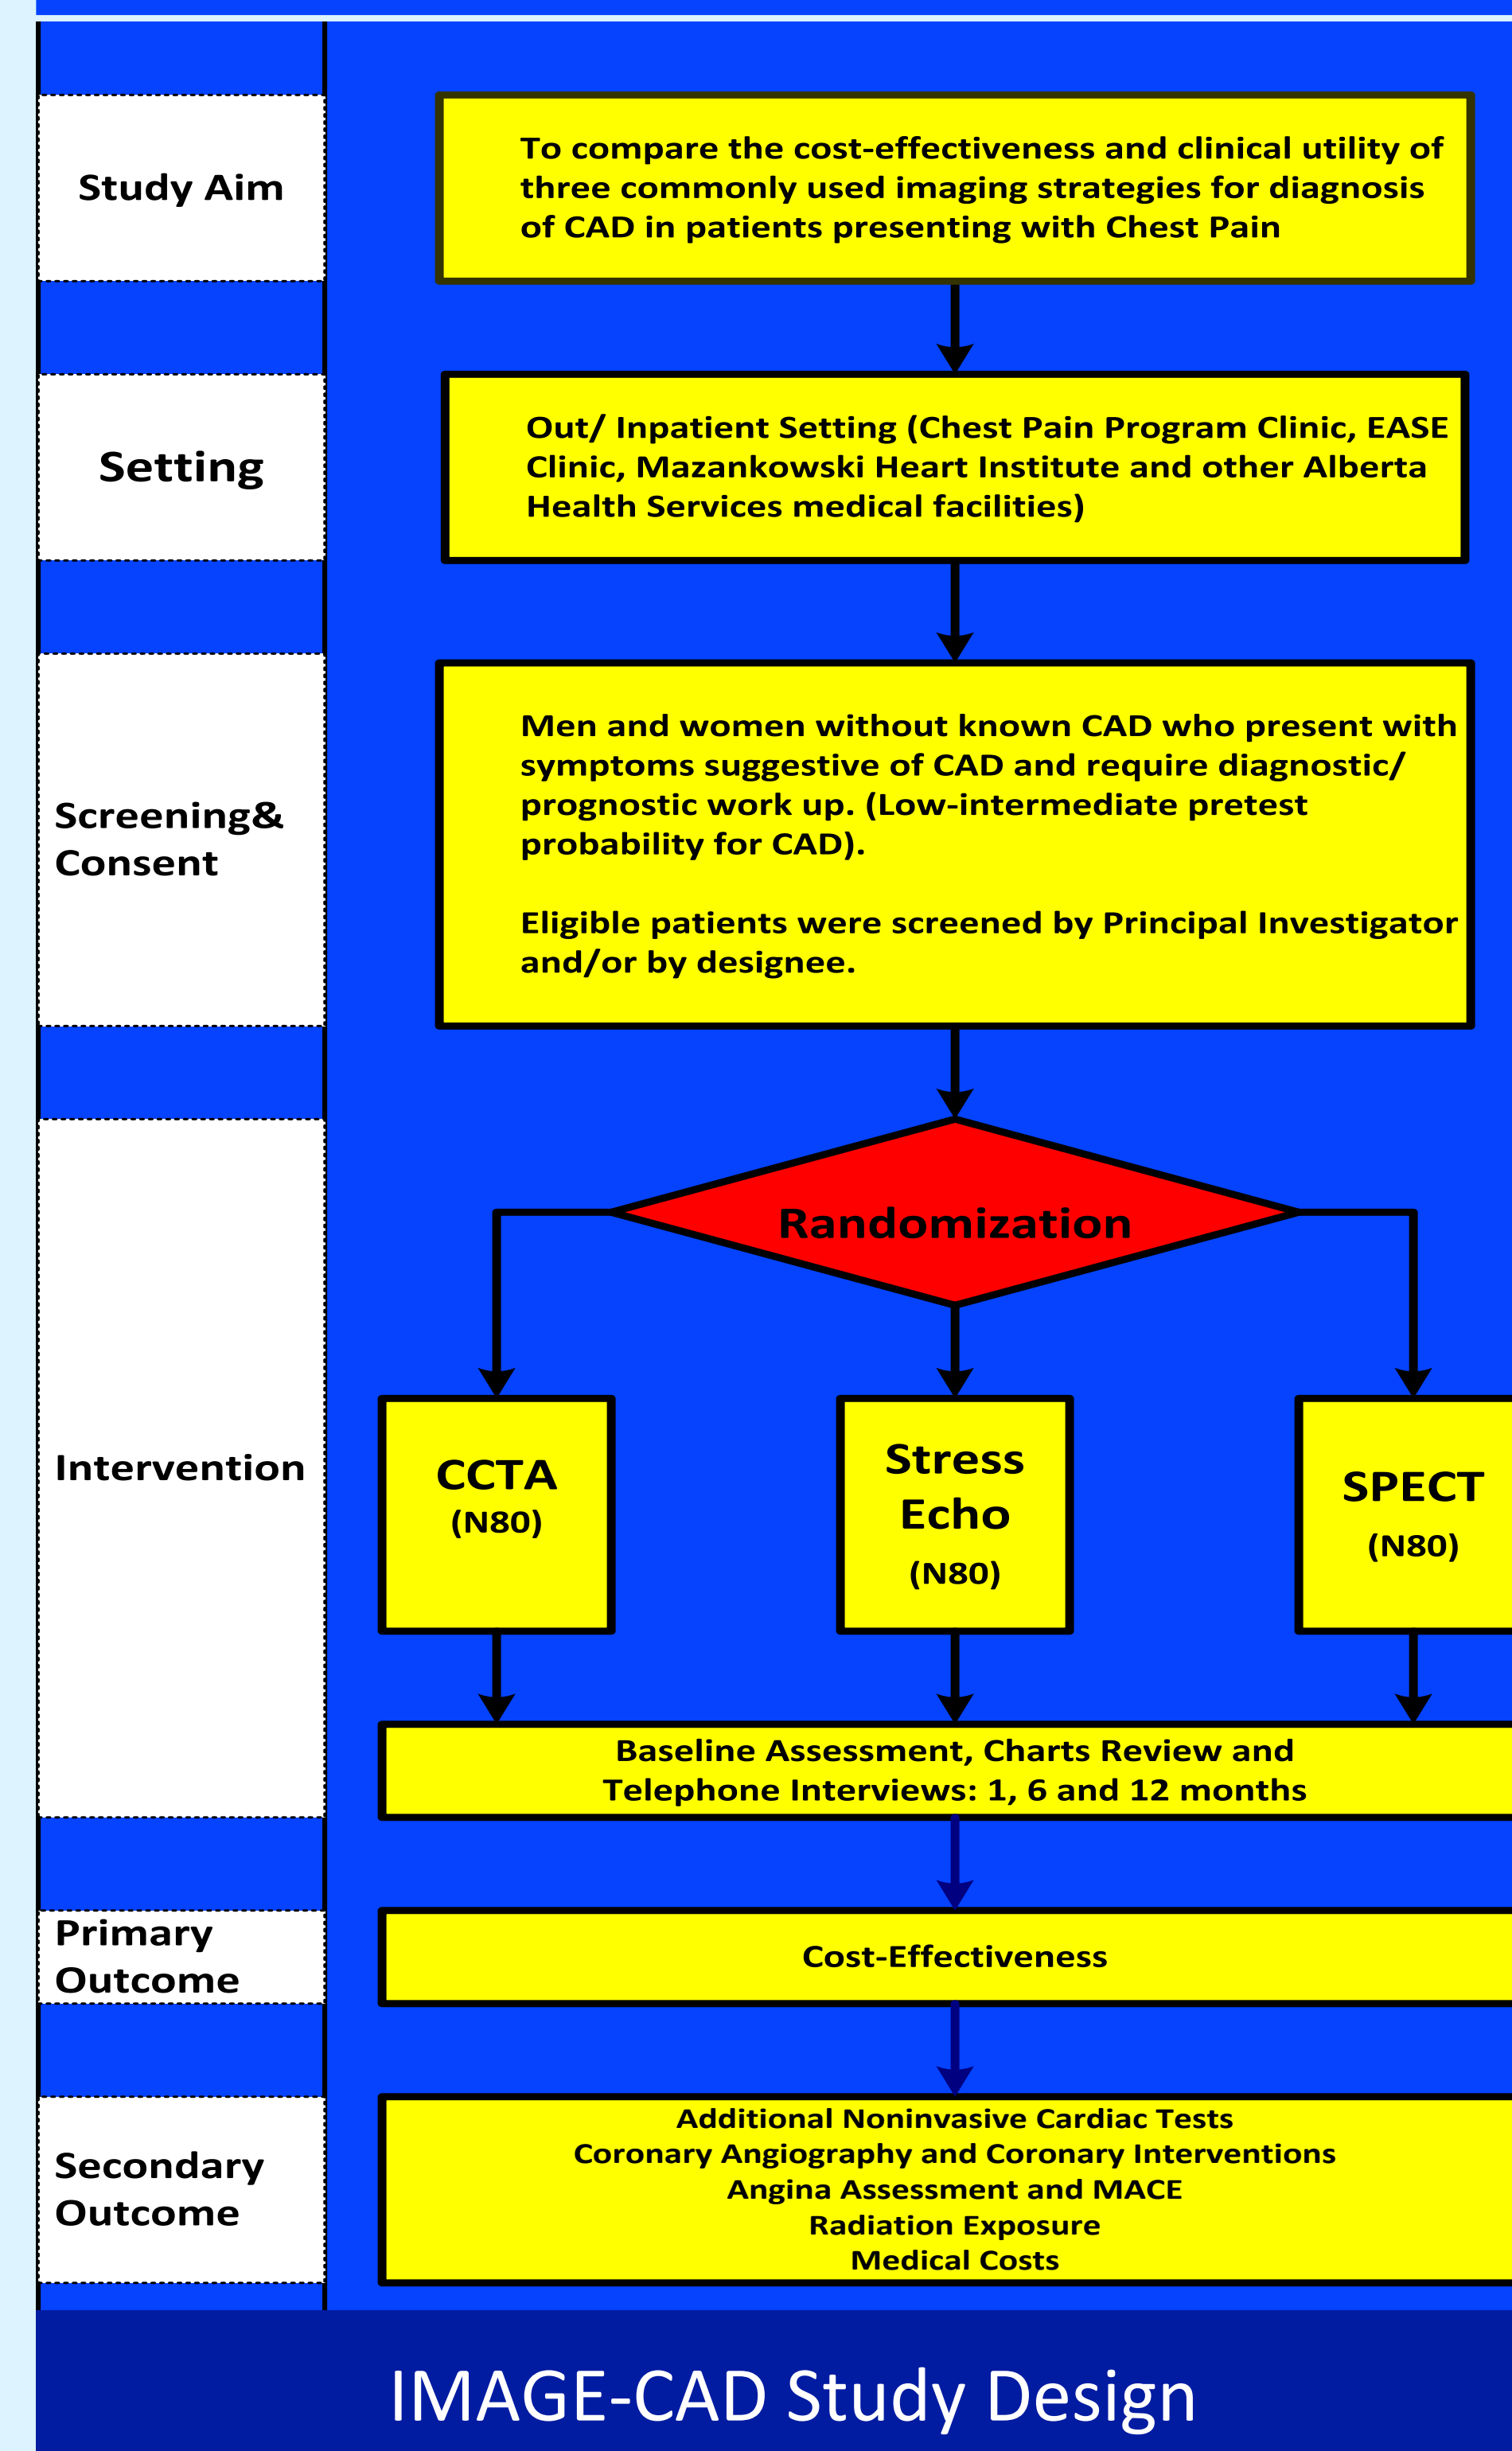 Study Aim
To compare the cost-effectiveness and clinical utility of
three commonly used imaging strategies for diagnosis
of CAD in patients presenting with Chest Pain
Setting
Out/ Inpatient Setting (Chest Pain Program Clinic, EASE
Clinic, Mazankowski Heart Institute and other Alberta
Health Services medical facilities)
Screening&
Consent
Men and women without known CAD who present with
symptoms suggestive of CAD and require diagnostic/
prognostic work up. (Low-intermediate pretest
probability for CAD).
Eligible patients were screened by Principal Investigator
and/or by designee.
Randomization
Intervention
CCTA
(N80)
Stress
Echo
(N80)
SPECT
(N80)
Baseline Assessment, Charts Review and
Telephone Interviews: 1, 6 and 12 months
Primary
Outcome
Cost-Effectiveness
Secondary
Outcome
Additional Noninvasive Cardiac Tests
Coronary Angiography and Coronary Interventions
Angina Assessment and MACE
Radiation Exposure
Medical Costs
IMAGE-CAD Study Design